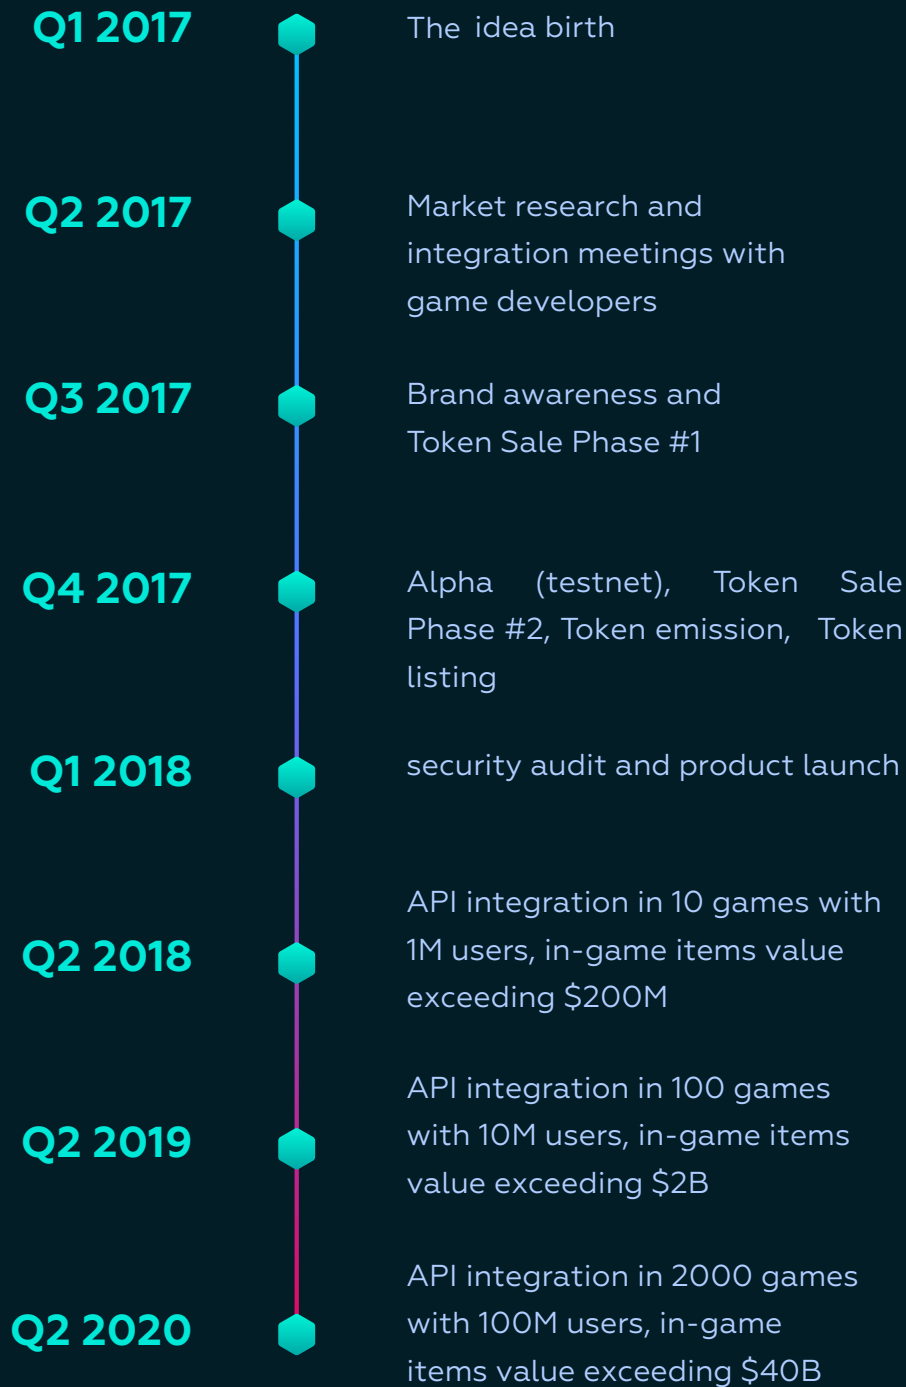 Q1 2017
The idea birth
Q2 2017
Market research and
integration meetings with
game developers
Q3 2017
Brand awareness and
Token Sale Phase #1
Q4 2017
Alpha (testnet), Token Sale
Phase #2, Token emission, Token
listing
Q1 2018
security audit and product launch
Q2 2018
API integration in 10 games with
1M users, in-game items value
exceeding $200M
Q2 2019
API integration in 100 games
with 10M users, in-game items
value exceeding $2B
Q2 2020
API integration in 2000 games
with 100M users, in-game
items value exceeding $40B